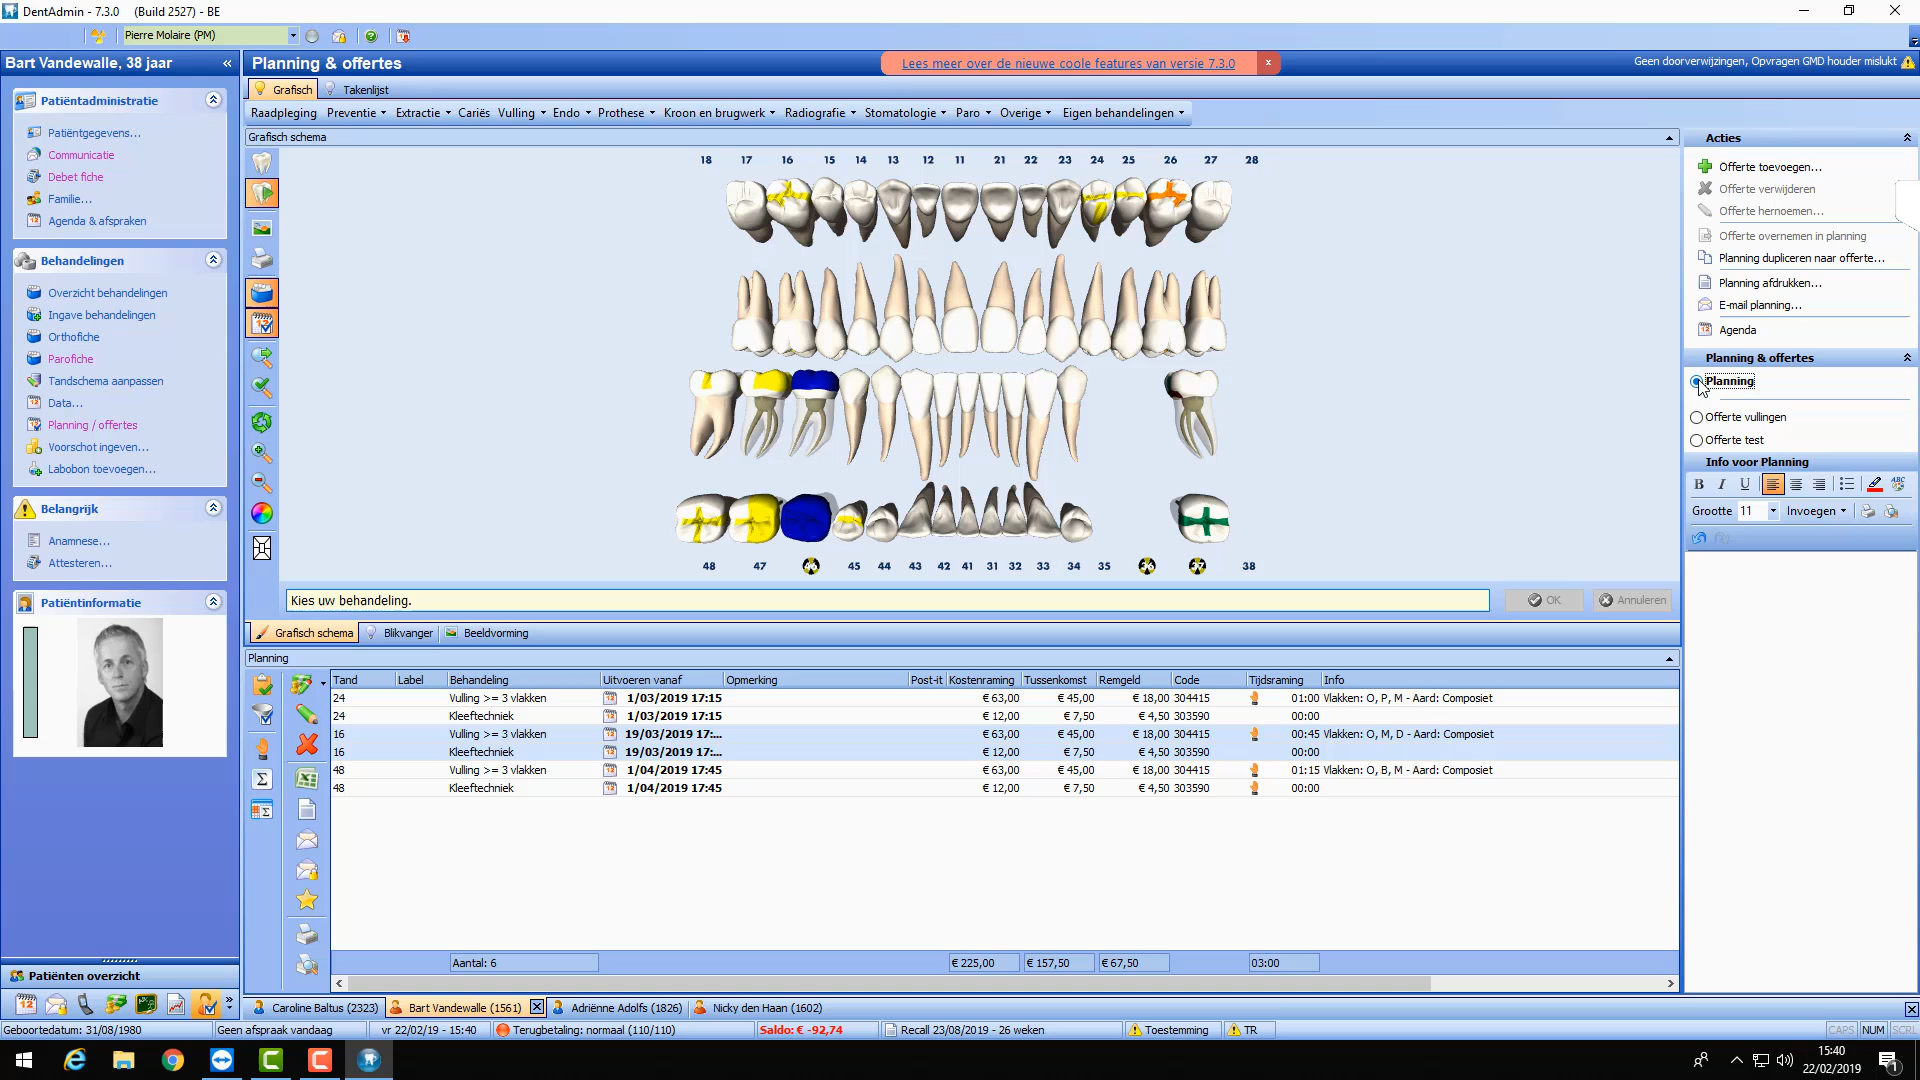 DentAdmin - 7.3.0 (Build 2527) - BE
Pierre Molaire (PM)
Bart Vandewalle, 38 jaar
Planning & offertes
Lees meer over de nieuwe coole features van versie 7.3.0
x
Geen doorverwijzingen, Opvragen GMD houder mislukt
Grafisch
Takenlijst
Raadpleging Preventie Extractie Cariës Vulling Endo Prothese Kroon en brugwerk Radiografie Stomatologie Paro Overige Eigen behandelingen
Grafisch schema
Patiëntadministratie
Patiëntgegevens...
Communicatie
Debet fiche
Familie...
Agenda & afspraken
Behandelingen
Overzicht behandelingen
Ingave behandelingen
Orthofiche
Parofiche
Tandschema aanpassen
Data...
Planning / offertes
Voorschot ingeven...
Labobon toevoegen...
Belangrijk
Anamnese...
Attesteren...
Patiëntinformatie
Patiënten overzicht
18 17 16 15 14 13 12 11 21 22 23 24 25 26 27 28
48 47 46 45 44 43 42 41 31 32 33 34 35 36 37 38
Kies uw behandeling.
OK
Annuleren
Grafisch schema
Blikvanger
Beeldvorming
Planning
Tand Label Behandeling Uitvoeren vanaf Opmerking Post-it Kostenraming Tussenkomst Remgeld Code Tijdsraming Info
24 Vulling >= 3 vlakken 1/03/2019 17:15 € 63,00 € 45,00 € 18,00 304415 01:00 Vlakken: O, P, M - Aard: Composiet
24 Kleeftechniek 1/03/2019 17:15 € 12,00 € 7,50 € 4,50 303590 00:00
16 Vulling >= 3 vlakken 19/03/2019 17:... € 63,00 € 45,00 € 18,00 304415 00:45 Vlakken: O, M, D - Aard: Composiet
16 Kleeftechniek 19/03/2019 17:... € 12,00 € 7,50 € 4,50 303590 00:00
48 Vulling >= 3 vlakken 1/04/2019 17:45 € 63,00 € 45,00 € 18,00 304415 01:15 Vlakken: O, B, M - Aard: Composiet
48 Kleeftechniek 1/04/2019 17:45 € 12,00 € 7,50 € 4,50 303590 00:00
Aantal: 6 € 225,00 € 157,50 € 67,50 03:00
Acties
Offerte toevoegen...
Offerte verwijderen
Offerte hernoemen...
Offerte overnemen in planning
Planning dupliceren naar offerte...
Planning afdrukken...
E-mail planning...
Agenda
Planning & offertes
Planning
Offerte vullingen
Offerte test
Info voor Planning
B I U ABC
Grootte 11 Invoegen
Caroline Baltus (2323) Bart Vandewalle (1561) Adriënne Adolfs (1826) Nicky den Haan (1602)
Geboortedatum: 31/08/1980 Geen afspraak vandaag vr 22/02/19 - 15:40 Terugbetaling: normaal (110/110) Saldo: € -92,74 Recall 23/08/2019 - 26 weken Toestemming TR CAPS NUM SCRL
15:40
22/02/2019
1